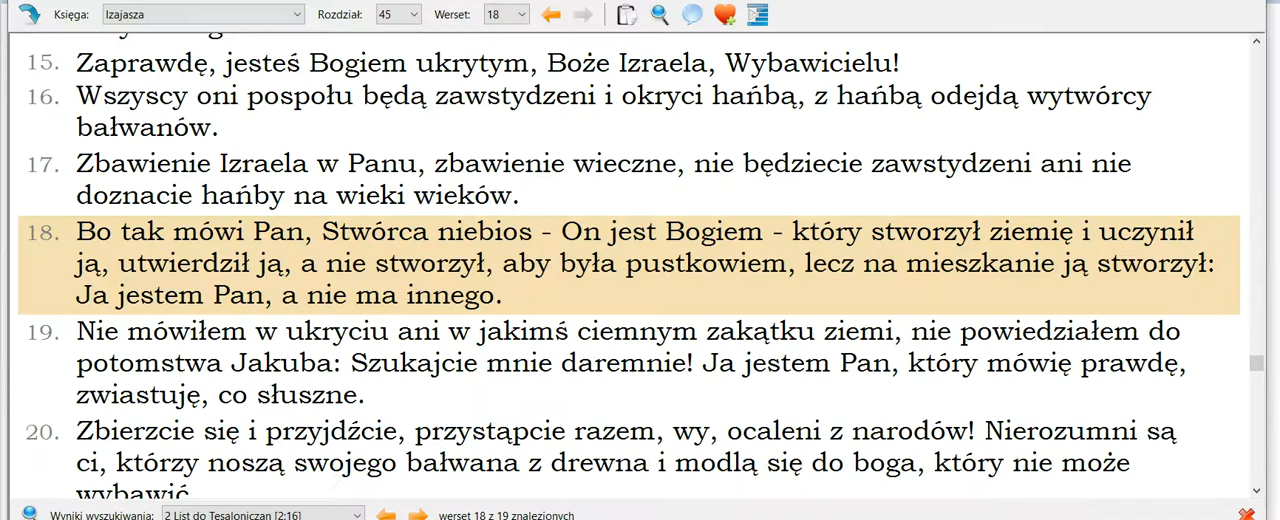 Księga: Izajasza Rozdział: 45 Werset: 18
15. Zaprawdę, jesteś Bogiem ukrytym, Boże Izraela, Wybawicielu!
16. Wszyscy oni pospołu będą zawstydzeni i okryci hańbą, z hańbą odejdą wytwórcy
bałwanów.
17. Zbawienie Izraela w Panu, zbawienie wieczne, nie będziecie zawstydzeni ani nie
doznacie hańby na wieki wieków.
18. Bo tak mówi Pan, Stwórca niebios - On jest Bogiem - który stworzył ziemię i uczynił
ją, utwierdził ją, a nie stworzył, aby była pustkowiem, lecz na mieszkanie ją stworzył:
Ja jestem Pan, a nie ma innego.
19. Nie mówiłem w ukryciu ani w jakimś ciemnym zakątku ziemi, nie powiedziałem do
potomstwa Jakuba: Szukajcie mnie daremnie! Ja jestem Pan, który mówię prawdę,
zwiastuję, co słuszne.
20. Zbierzcie się i przyjdźcie, przystąpcie razem, wy, ocaleni z narodów! Nierozumni są
ci, którzy noszą swojego bałwana z drewna i modlą się do boga, który nie może
wybawić
Wyniki wyszukiwania: 2 List do Tesaloniczan [2:16] werset 18 z 19 znalezionych